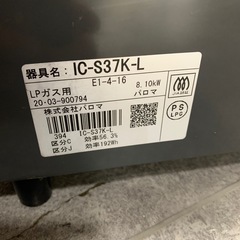 器具名: IC-S37K-L
E1-4-16 8.10kW
LPガス用 パロマ
20·03-900794
株式会社パロマ
394 IC-S37K-L
区分C 効率56.3%
区分J 効率192Wh
PS
LPG